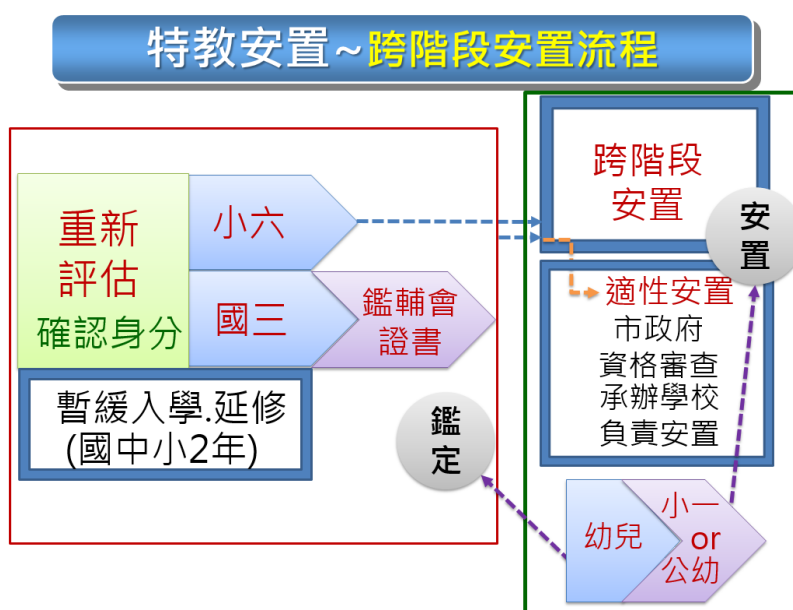 特教安置~跨階段安置流程
重新
評估
確認身分
小六
國三
鑑輔會
證書
暫緩入學.延修
(國中小2年)
鑑
定
跨階段
安置
安
置
適性安置
市政府
資格審查
承辦學校
負責安置
幼兒
小一
or
公幼